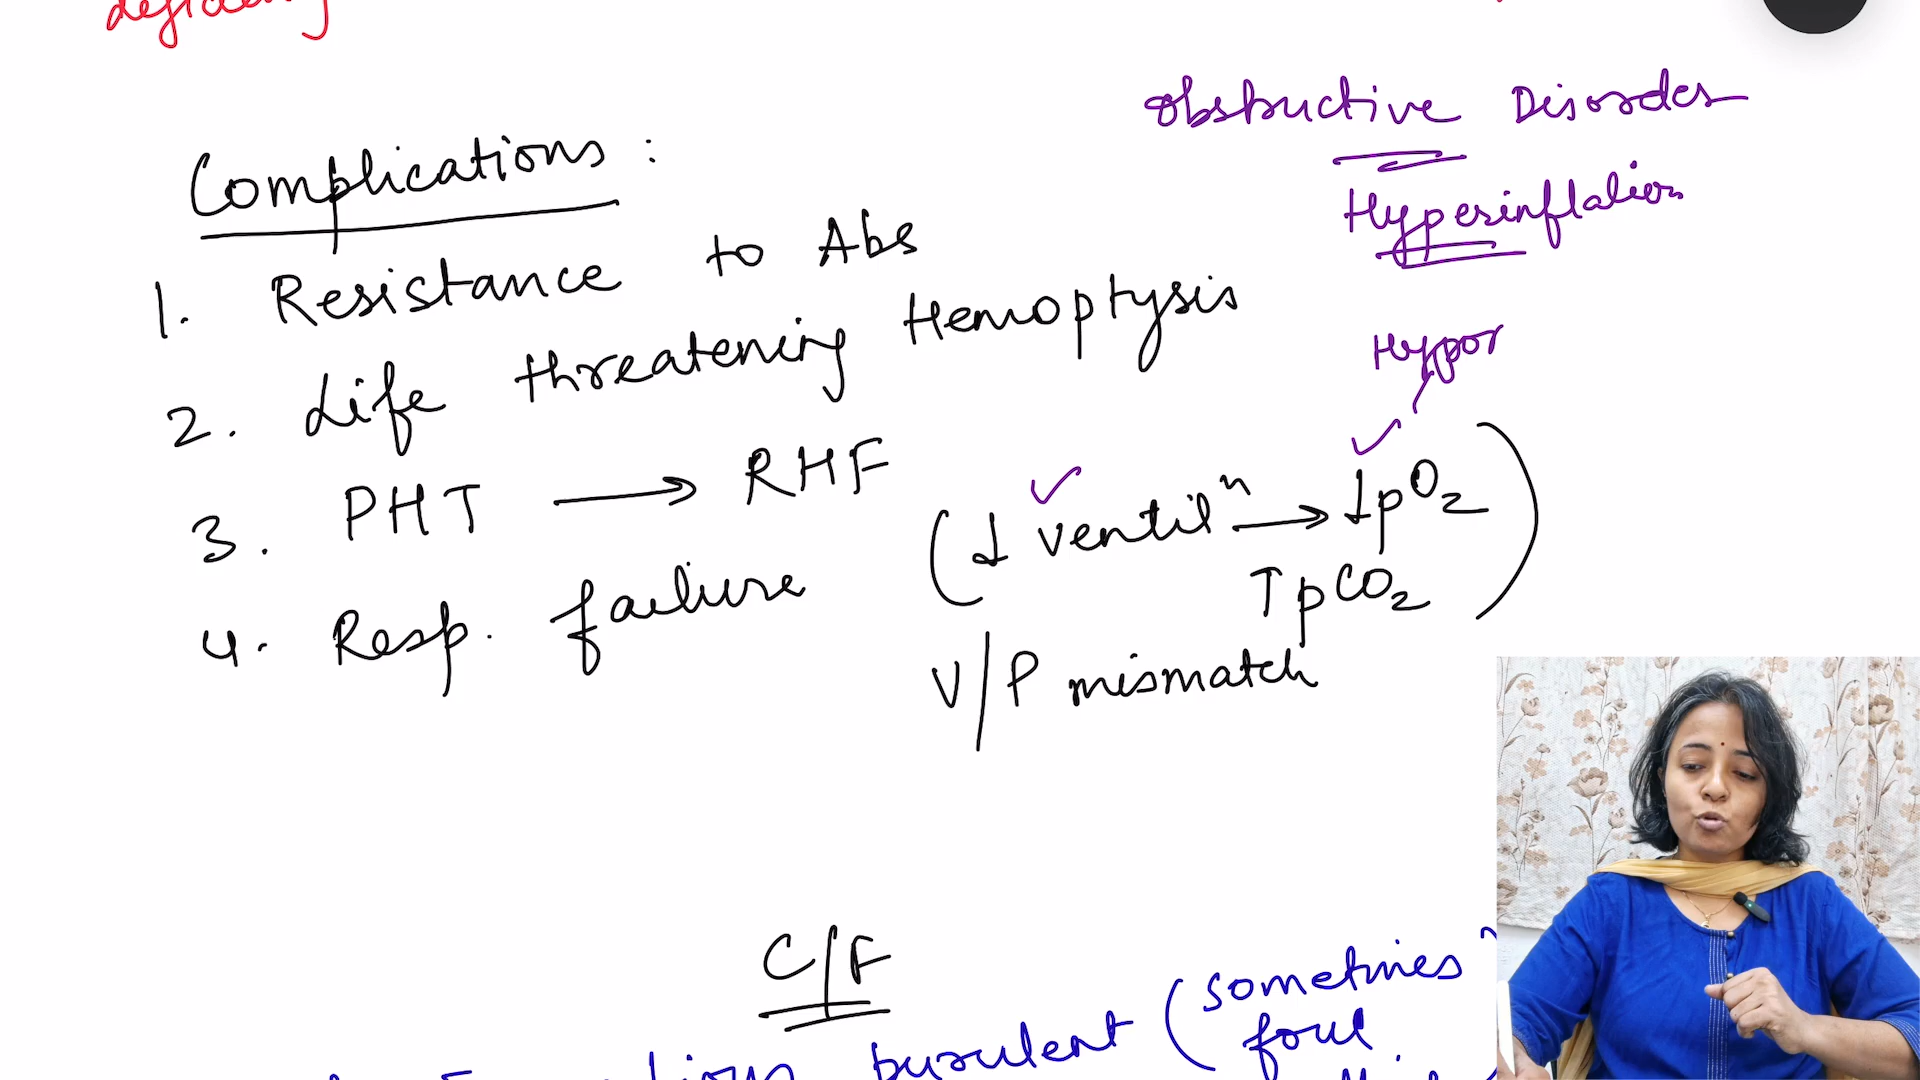 Obstructive Disorder
Complications :
Hyperinflation
1. Resistance to Abs
2. Life threatening Hemoptysis
Hypox
3. PHT → RHF
(↓ ventilⁿ → ↓pO₂
↑pCO₂)
4. Resp. failure
V/P mismatch
C/F
purulent (sometimes
foul